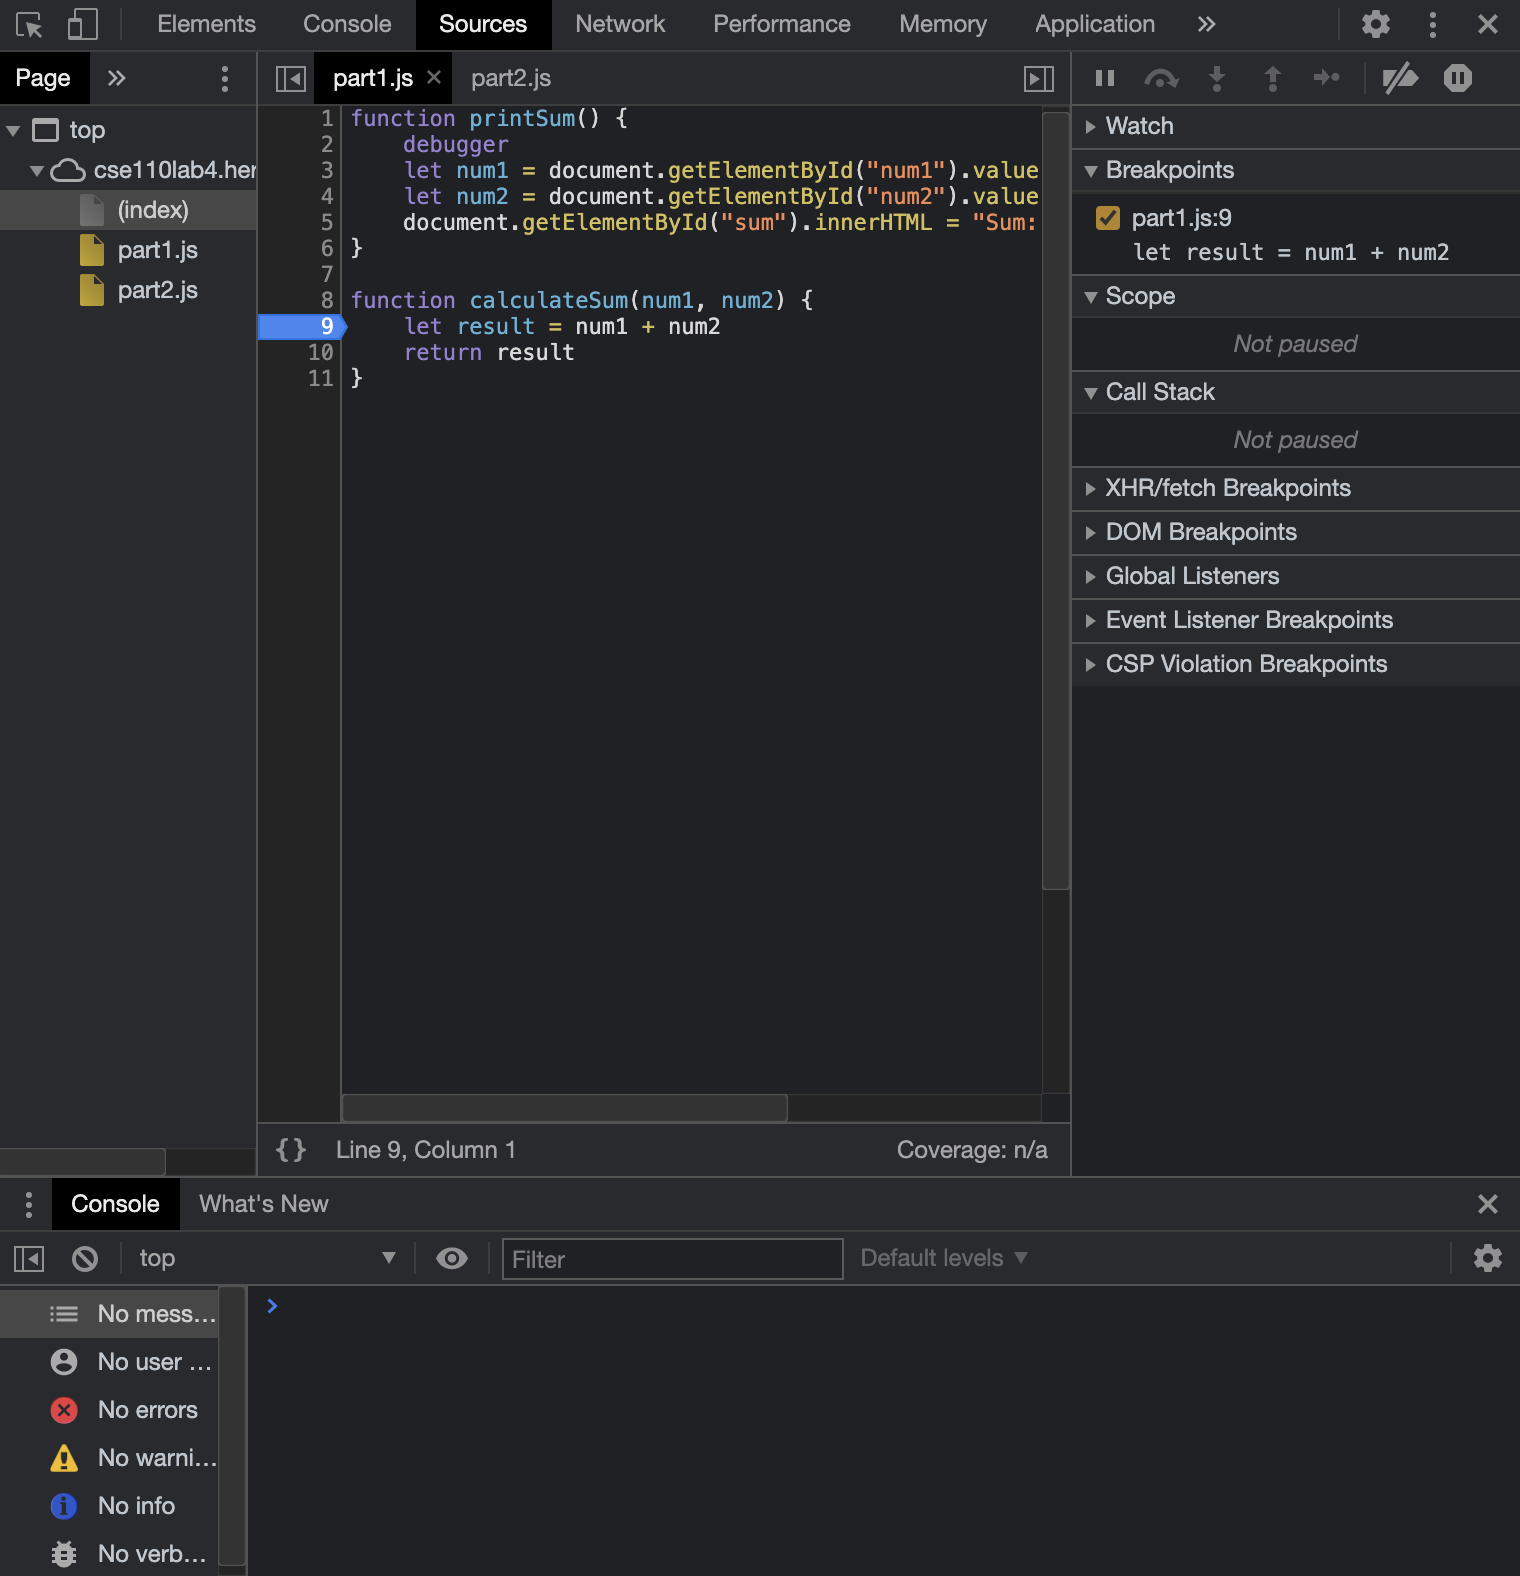 Elements Console Sources Network Performance Memory Application
Page
part1.js part2.js
top
cse110lab4.her
(index)
part1.js
part2.js
1 function printSum() {
2 debugger
3 let num1 = document.getElementById("num1").value
4 let num2 = document.getElementById("num2").value
5 document.getElementById("sum").innerHTML = "Sum:
6 }
7
8 function calculateSum(num1, num2) {
9 let result = num1 + num2
10 return result
11 }
{} Line 9, Column 1 Coverage: n/a
Watch
Breakpoints
part1.js:9
let result = num1 + num2
Scope
Not paused
Call Stack
Not paused
XHR/fetch Breakpoints
DOM Breakpoints
Global Listeners
Event Listener Breakpoints
CSP Violation Breakpoints
Console What's New
top Filter Default levels
No mess…
No user …
No errors
No warni…
No info
No verb…